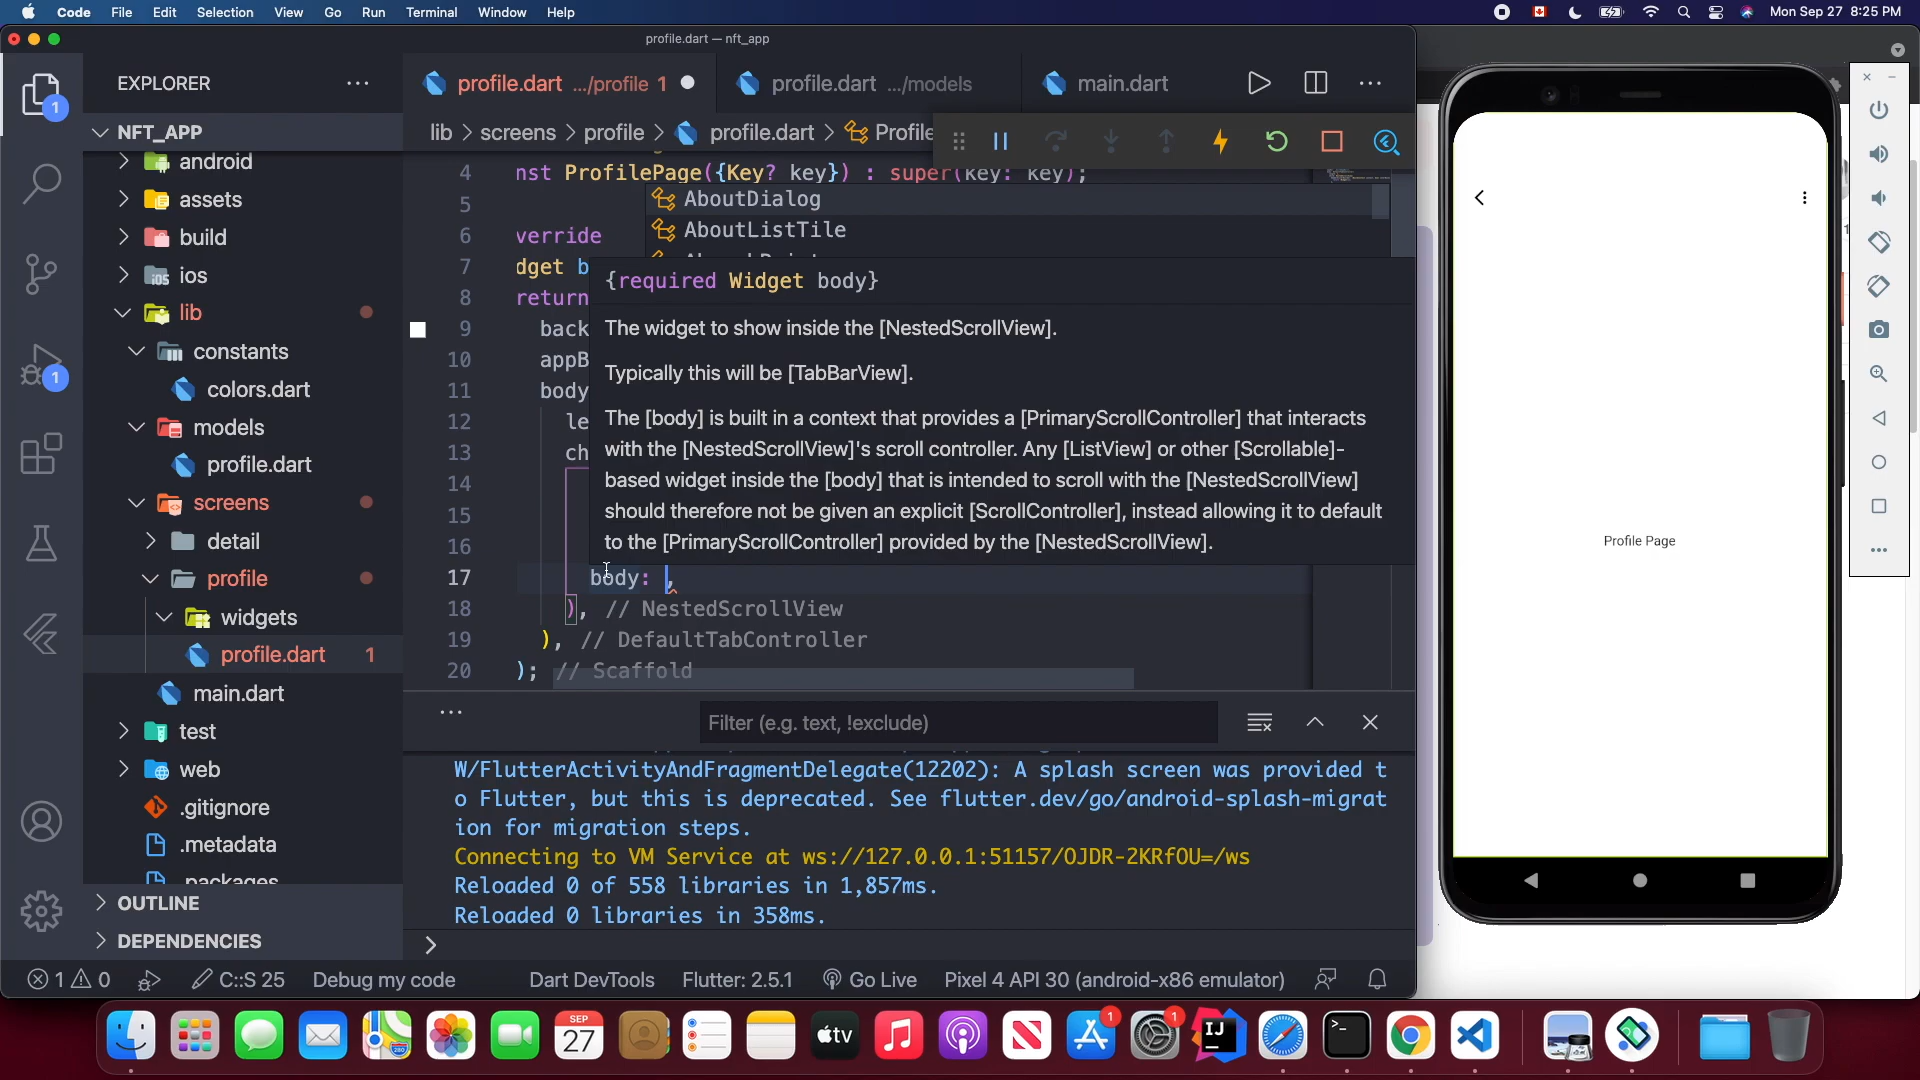 Code File Edit Selection View Go Run Terminal Window Help
Mon Sep 27 8:25 PM
profile.dart — nft_app
EXPLORER
profile.dart .../profile 1
profile.dart .../models
main.dart
NFT_APP
lib > screens > profile > profile.dart > Profile
android
assets
build
iOS ios
lib
constants
colors.dart
models
profile.dart
screens
detail
profile
widgets
profile.dart 1
main.dart
test
web
.gitignore
.metadata
.packages
OUTLINE
DEPENDENCIES
4 nst ProfilePage({Key? key}) : super(key: key);
AboutDialog
5
AboutListTile
6 verride
7 dget b
{required Widget body}
8 return
9 back
The widget to show inside the [NestedScrollView].
10 appB
Typically this will be [TabBarView].
11 body
12 le
The [body] is built in a context that provides a [PrimaryScrollController] that interacts
13 ch
with the [NestedScrollView]'s scroll controller. Any [ListView] or other [Scrollable]-
14
based widget inside the [body] that is intended to scroll with the [NestedScrollView]
15
should therefore not be given an explicit [ScrollController], instead allowing it to default
16
to the [PrimaryScrollController] provided by the [NestedScrollView].
17 body: ,
18 ), // NestedScrollView
19 ), // DefaultTabController
20 ); // Scaffold
Filter (e.g. text, !exclude)
W/FlutterActivityAndFragmentDelegate(12202): A splash screen was provided t
o Flutter, but this is deprecated. See flutter.dev/go/android-splash-migrat
ion for migration steps.
Connecting to VM Service at ws://127.0.0.1:51157/OJDR-2KRfOU=/ws
Reloaded 0 of 558 libraries in 1,857ms.
Reloaded 0 libraries in 358ms.
>
1 0 C::S 25 Debug my code Dart DevTools Flutter: 2.5.1 Go Live Pixel 4 API 30 (android-x86 emulator)
Profile Page
SEP
27
tv
1
1
IJ
1
1